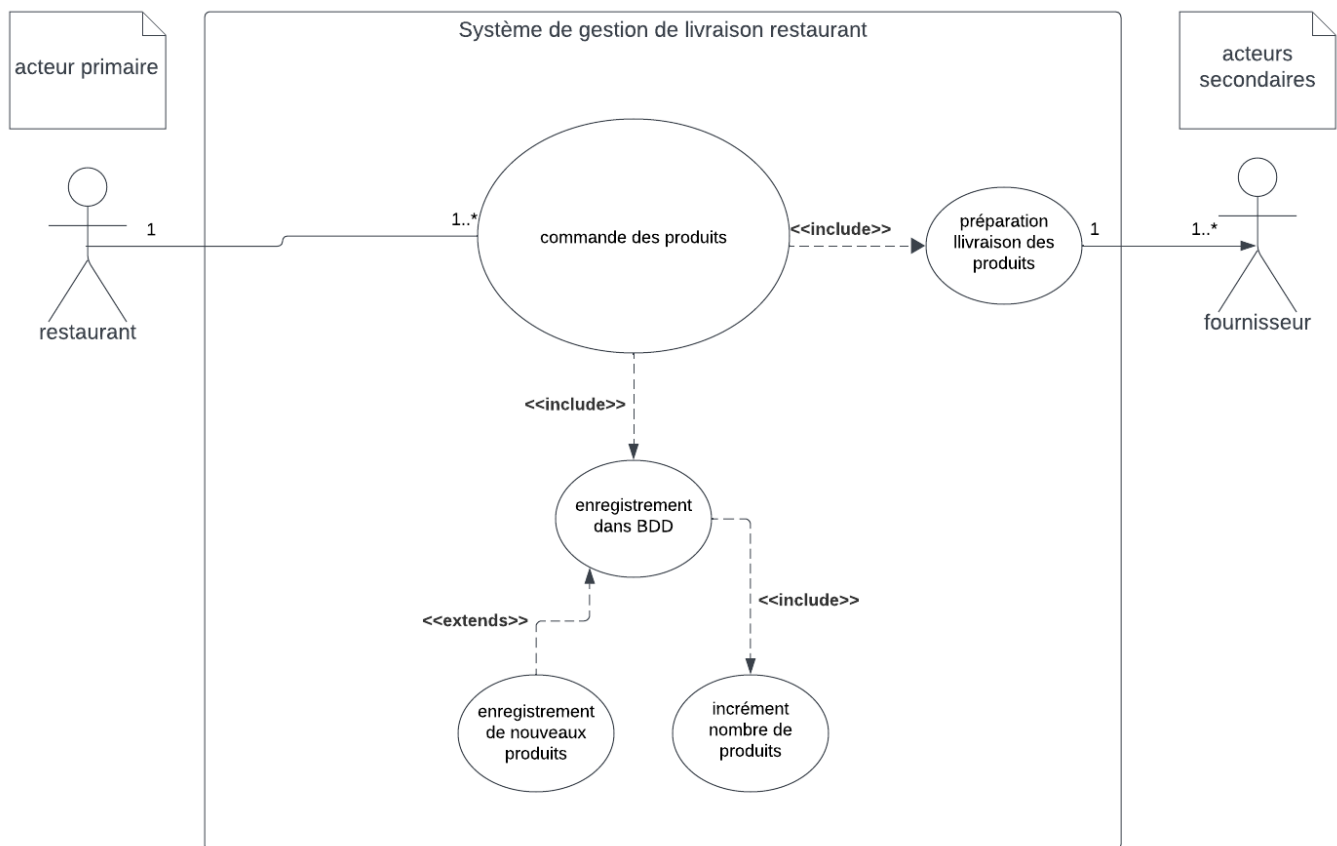 Système de gestion de livraison restaurant
acteur primaire
acteurs
secondaires
restaurant
1
1..*
commande des produits
<<include>>
préparation
llivraison des
produits
1
1..*
fournisseur
<<include>>
enregistrement
dans BDD
<<extends>>
<<include>>
enregistrement
de nouveaux
produits
incrément
nombre de
produits